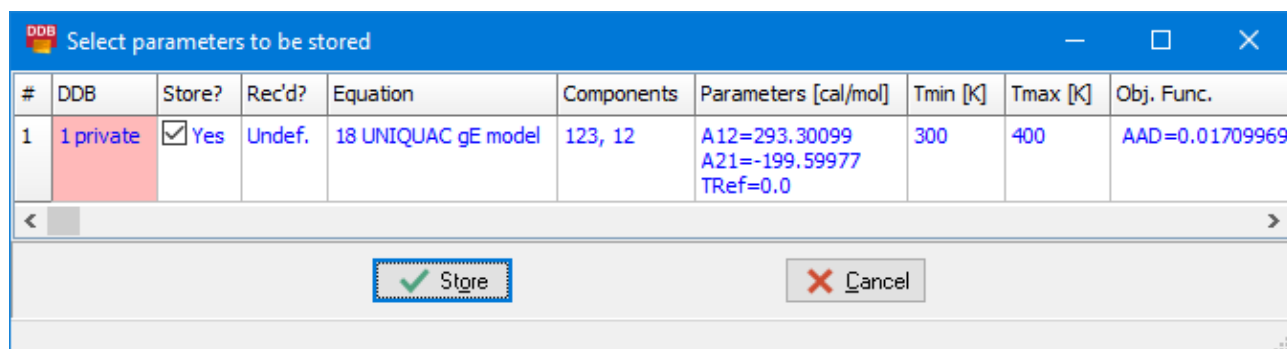 DDB Select parameters to be stored
# DDB Store? Rec'd? Equation Components Parameters [cal/mol] Tmin [K] Tmax [K] Obj. Func.
1 1 private Yes Undef. 18 UNIQUAC gE model 123, 12 A12=293.30099 300 400 AAD=0.01709969
A21=-199.59977
TRef=0.0
Store Cancel